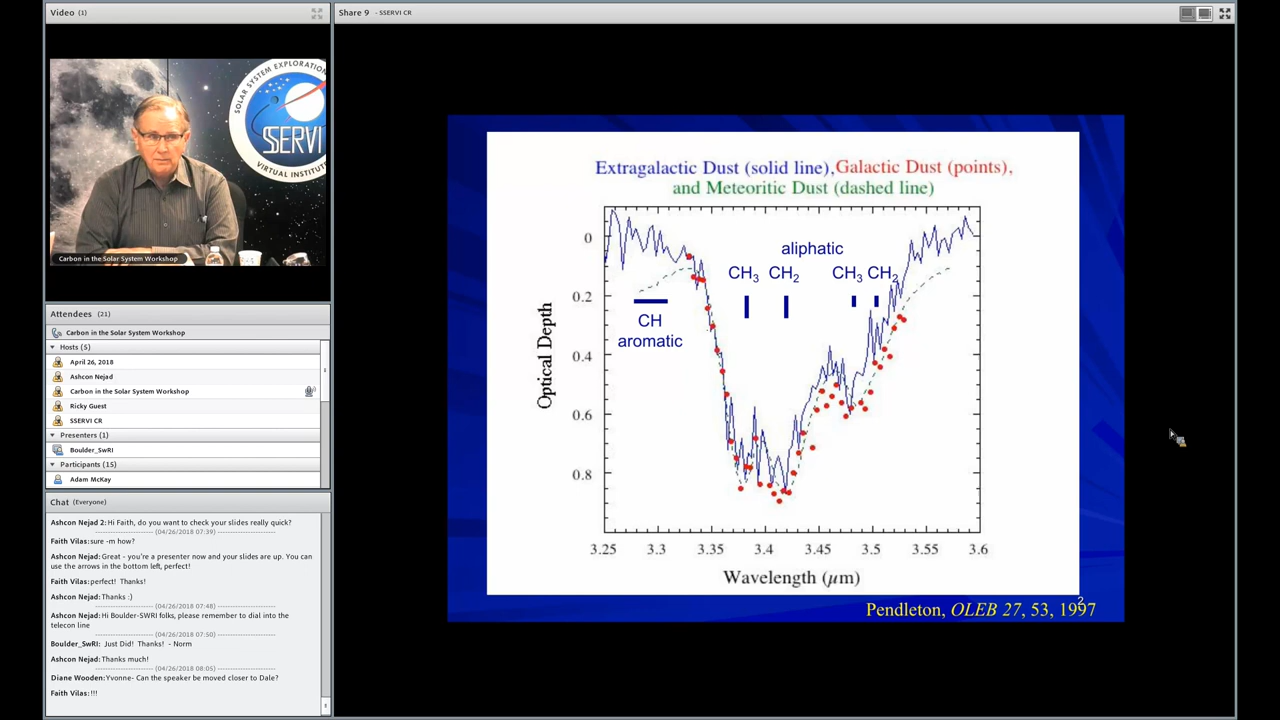 Video (1)
SOLAR SYSTEM EXPLORATION
SSERVI
VIRTUAL INSTITUTE
Carbon in the Solar System Workshop
Attendees (21)
Carbon in the Solar System Workshop
Hosts (5)
April 26, 2018
Ashcon Nejad
Carbon in the Solar System Workshop
Ricky Guest
SSERVI CR
Presenters (1)
Boulder_SwRI
Participants (15)
Adam McKay
Chat (Everyone)
Ashcon Nejad 2: Hi Faith, do you want to check your slides really quick?
(04/26/2018 07:39)
Faith Vilas: sure -m how?
Ashcon Nejad: Great - you're a presenter now and your slides are up. You can
use the arrows in the bottom left, perfect!
Faith Vilas: perfect! Thanks!
Ashcon Nejad: Thanks :)
(04/26/2018 07:48)
Ashcon Nejad: Hi Boulder-SWRI folks, please remember to dial into the
telecon line
(04/26/2018 07:50)
Boulder_SwRI: Just Did! Thanks! - Norm
Ashcon Nejad: Thanks much!
(04/26/2018 08:05)
Diane Wooden: Yvonne- Can the speaker be moved closer to Dale?
Faith Vilas: !!!
Share 9 - SSERVI CR
Extragalactic Dust (solid line), Galactic Dust (points),
and Meteoritic Dust (dashed line)
Optical Depth
0
0.2
0.4
0.6
0.8
aliphatic
CH3 CH2 CH3 CH2
CH
aromatic
3.25 3.3 3.35 3.4 3.45 3.5 3.55 3.6
Wavelength (µm)
2
Pendleton, OLEB 27, 53, 1997